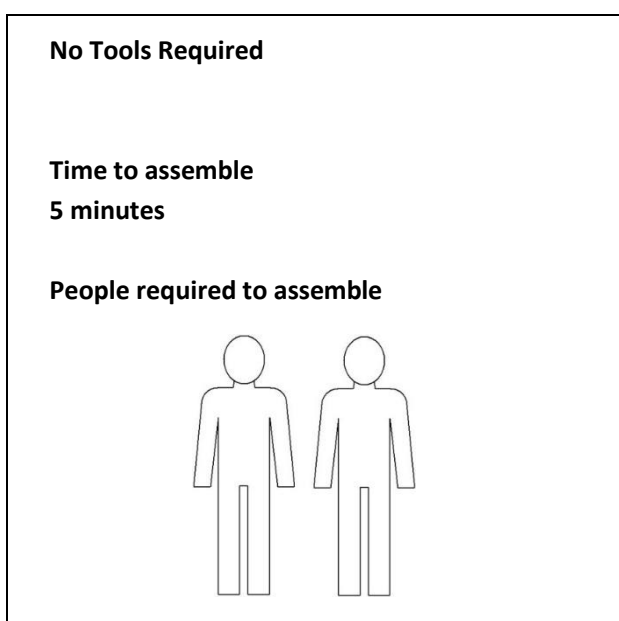 No Tools Required
Time to assemble
5 minutes
People required to assemble